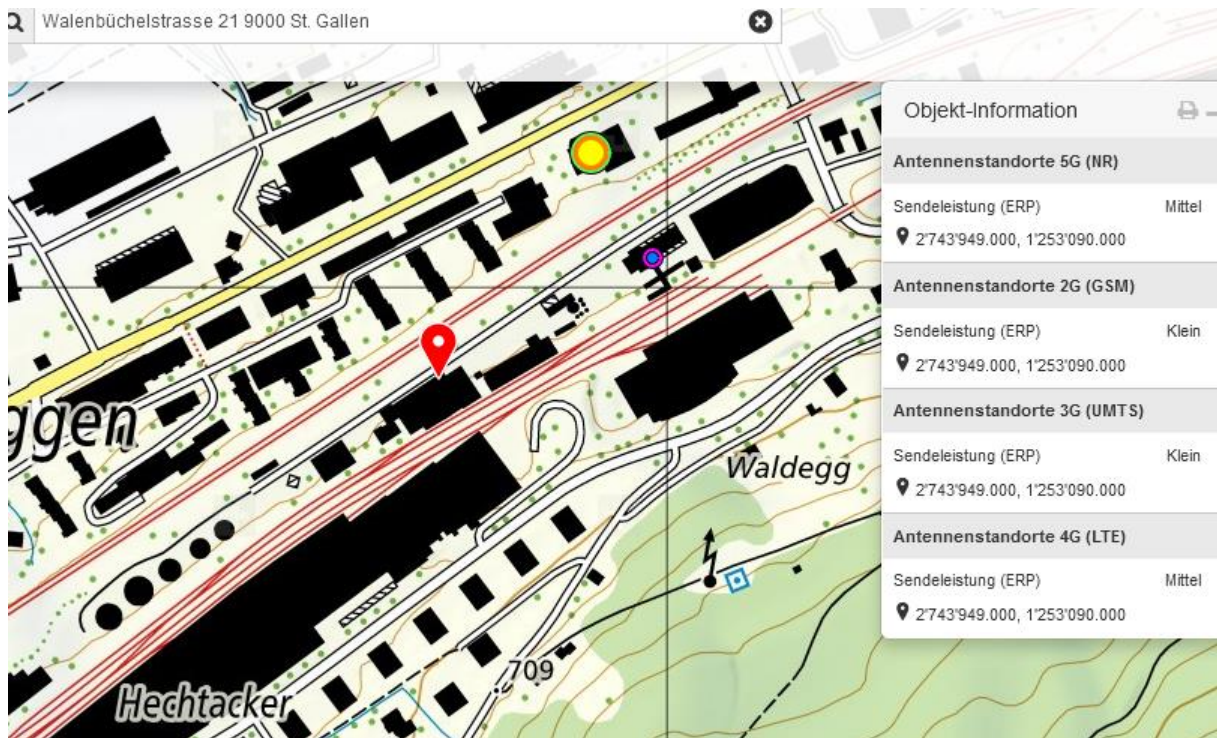 Walenbüchelstrasse 21 9000 St. Gallen
Objekt-Information
Antennenstandorte 5G (NR)
Sendeleistung (ERP) Mittel
2'743'949.000, 1'253'090.000
Antennenstandorte 2G (GSM)
Sendeleistung (ERP) Klein
2'743'949.000, 1'253'090.000
Antennenstandorte 3G (UMTS)
Sendeleistung (ERP) Klein
2'743'949.000, 1'253'090.000
Antennenstandorte 4G (LTE)
Sendeleistung (ERP) Mittel
2'743'949.000, 1'253'090.000
ggen
Waldegg
709
Hechtacker